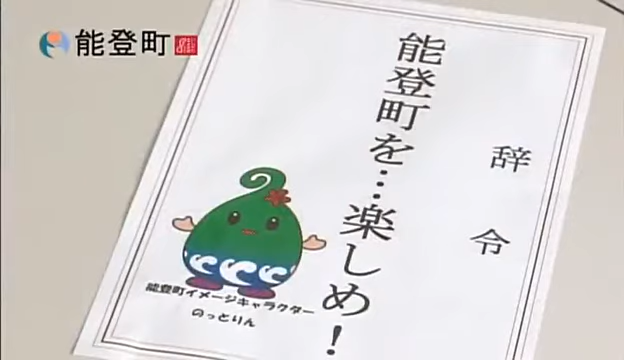 能登町
辞令
能登町を…楽しめ!
能登町イメージキャラクター
のっとりん